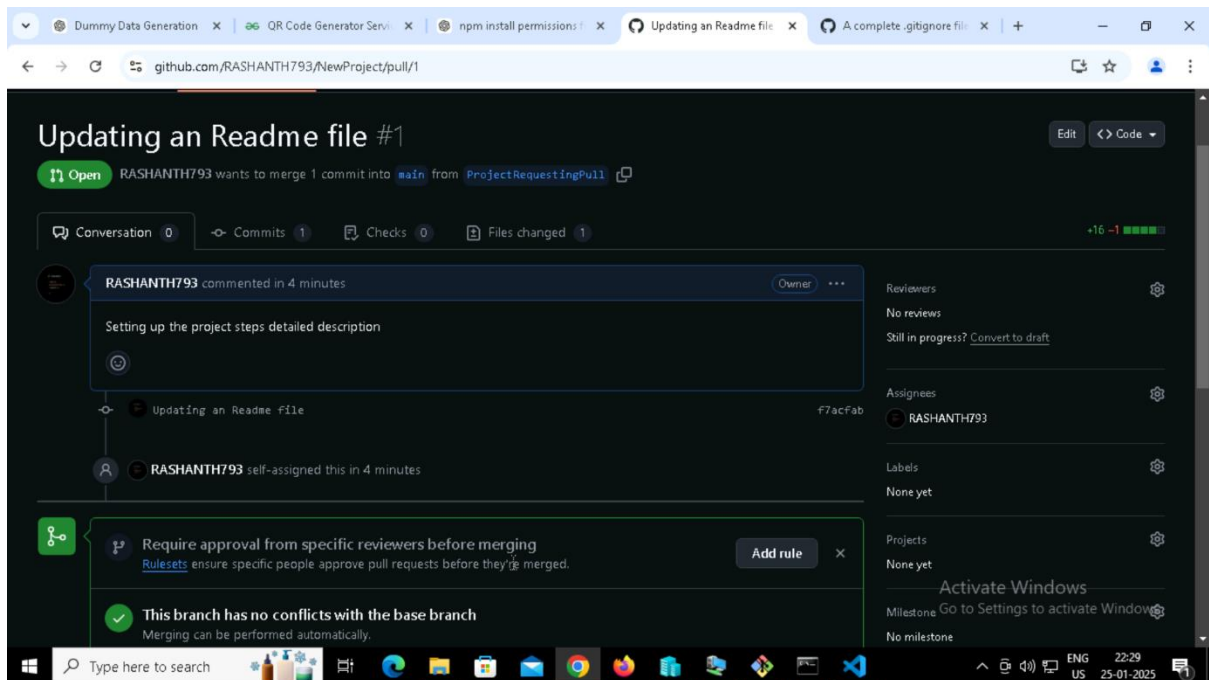 Dummy Data Generation
QR Code Generator Servi
npm install permissions f
Updating an Readme file
A complete .gitignore file
github.com/RASHANTH793/NewProject/pull/1
Updating an Readme file #1
Edit
<> Code
Open
RASHANTH793 wants to merge 1 commit into main from ProjectRequestingPull
Conversation 0
Commits 1
Checks 0
Files changed 1
+16 −1
RASHANTH793 commented in 4 minutes
Owner
Setting up the project steps detailed description
Updating an Readme file
f7acfab
RASHANTH793 self-assigned this in 4 minutes
Require approval from specific reviewers before merging
Rulesets ensure specific people approve pull requests before they're merged.
Add rule
This branch has no conflicts with the base branch
Merging can be performed automatically.
Reviewers
No reviews
Still in progress? Convert to draft
Assignees
RASHANTH793
Labels
None yet
Projects
None yet
Milestone
No milestone
Activate Windows
Go to Settings to activate Windows
Type here to search
ENG
US
22:29
25-01-2025
1